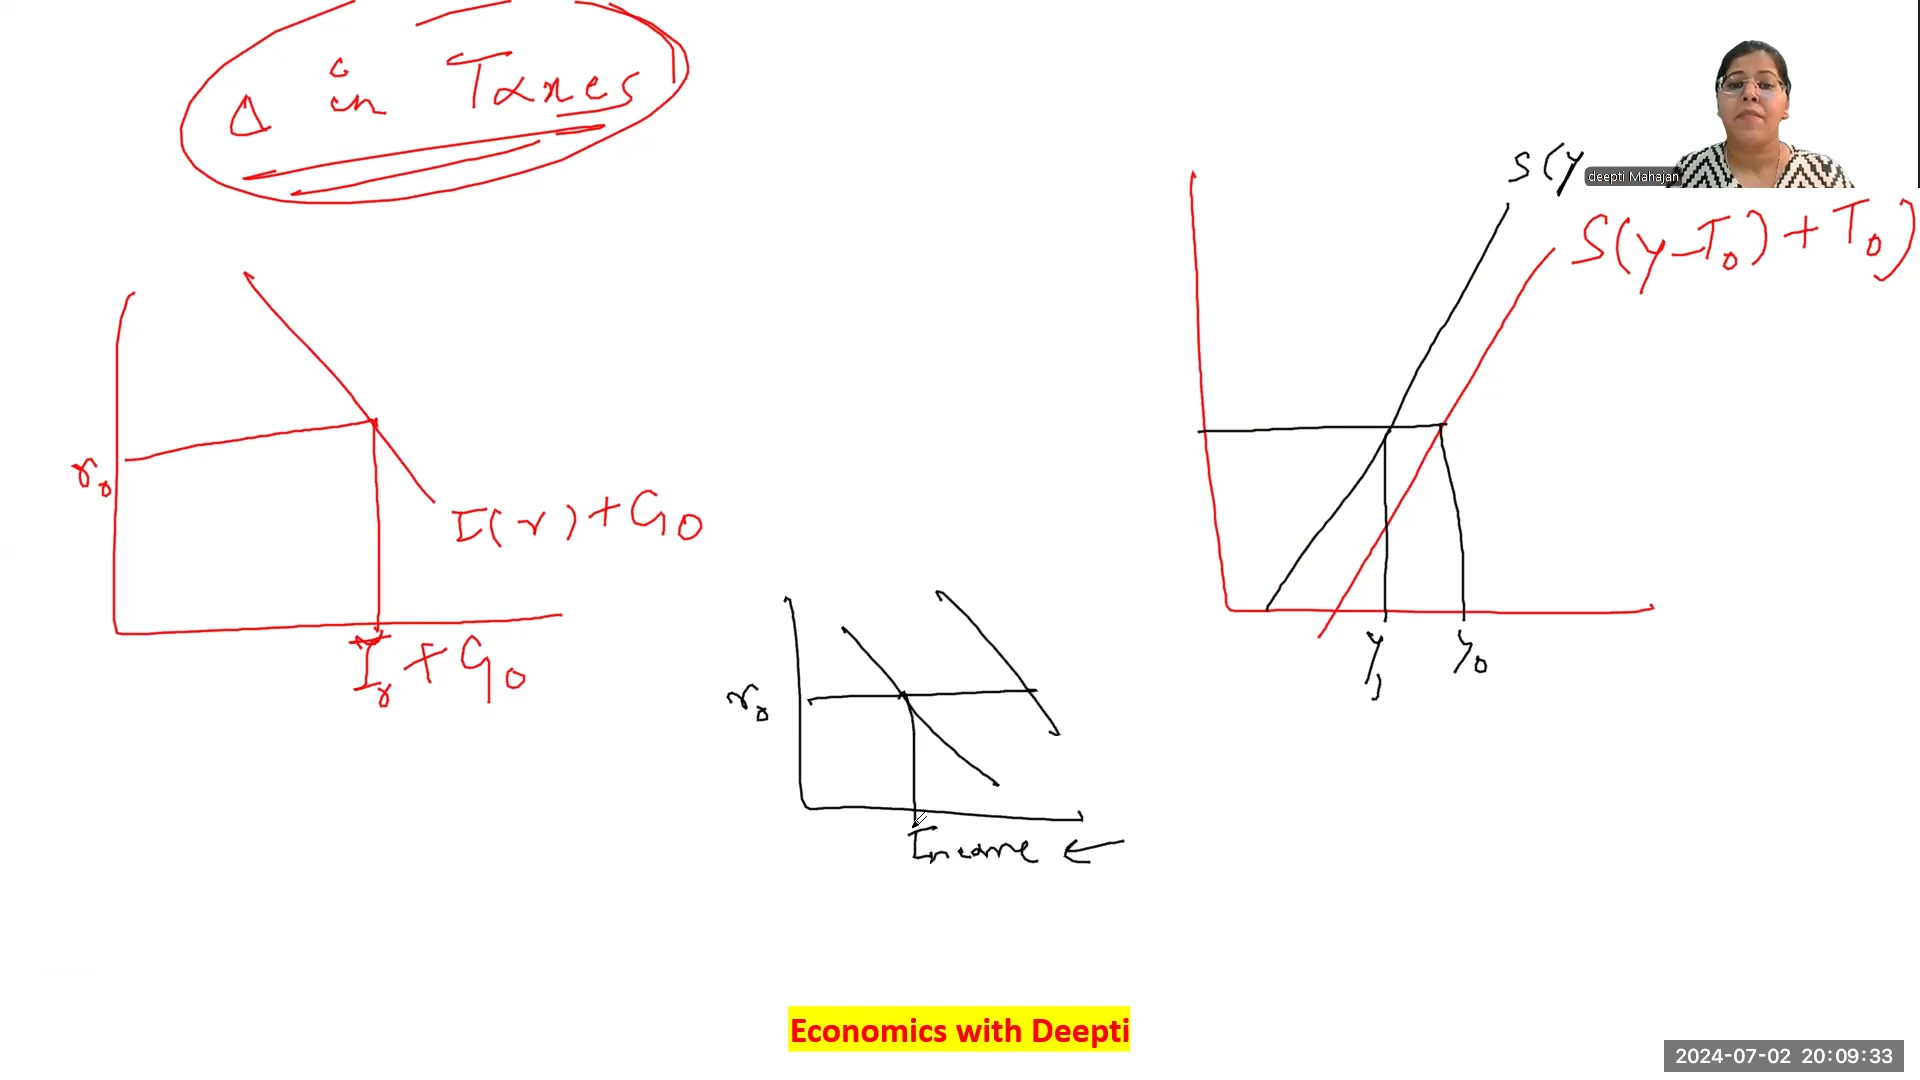 Δ in Taxes
S(y
deepti Mahajan
S(y-T₀)+T₀)
r₀
I(r)+G₀
I₀+G₀
y₁
y₀
r₀
Income ←
Economics with Deepti
2024-07-02 20:09:33